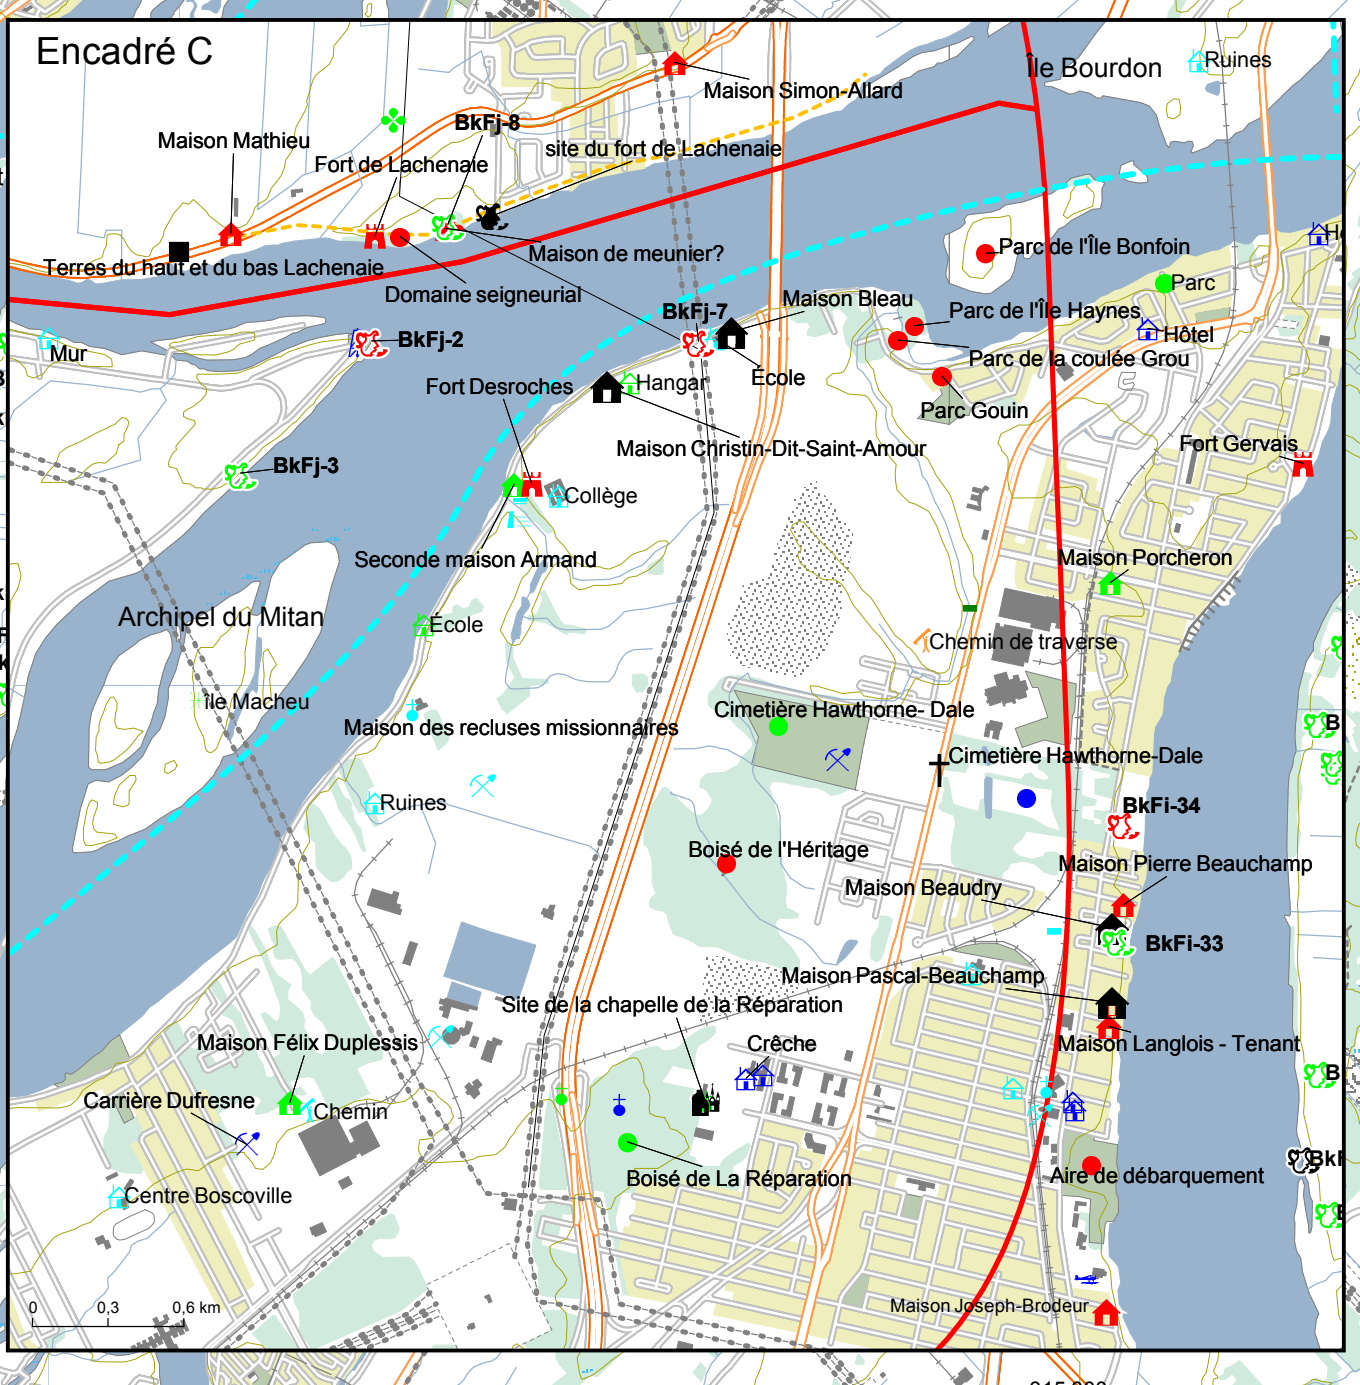 Encadré C
Île Bourdon
Ruines
Maison Simon-Allard
Maison Mathieu
BkFj-8
Fort de Lachenaie
site du fort de Lachenaie
Maison de meunier?
Parc de l'Île Bonfoin
Terres du haut et du bas Lachenaie
Domaine seigneurial
Parc
Maison Bleau
BkFj-7
Parc de l'Île Haynes
Hôtel
Mur
BkFj-2
Parc de la coulée Grou
École
Fort Desroches
Hangar
Parc Gouin
Maison Christin-Dit-Saint-Amour
Fort Gervais
BkFj-3
Collège
Seconde maison Armand
Maison Porcheron
Archipel du Mitan
École
Chemin de traverse
île Macheu
Cimetière Hawthorne- Dale
Maison des recluses missionnaires
Cimetière Hawthorne-Dale
Ruines
BkFi-34
Boisé de l'Héritage
Maison Pierre Beauchamp
Maison Beaudry
BkFi-33
Maison Pascal-Beauchamp
Site de la chapelle de la Réparation
Maison Félix Duplessis
Crêche
Maison Langlois - Tenant
Carrière Dufresne
Chemin
Aire de débarquement
Boisé de La Réparation
Centre Boscoville
Maison Joseph-Brodeur
0 0,3 0,6 km